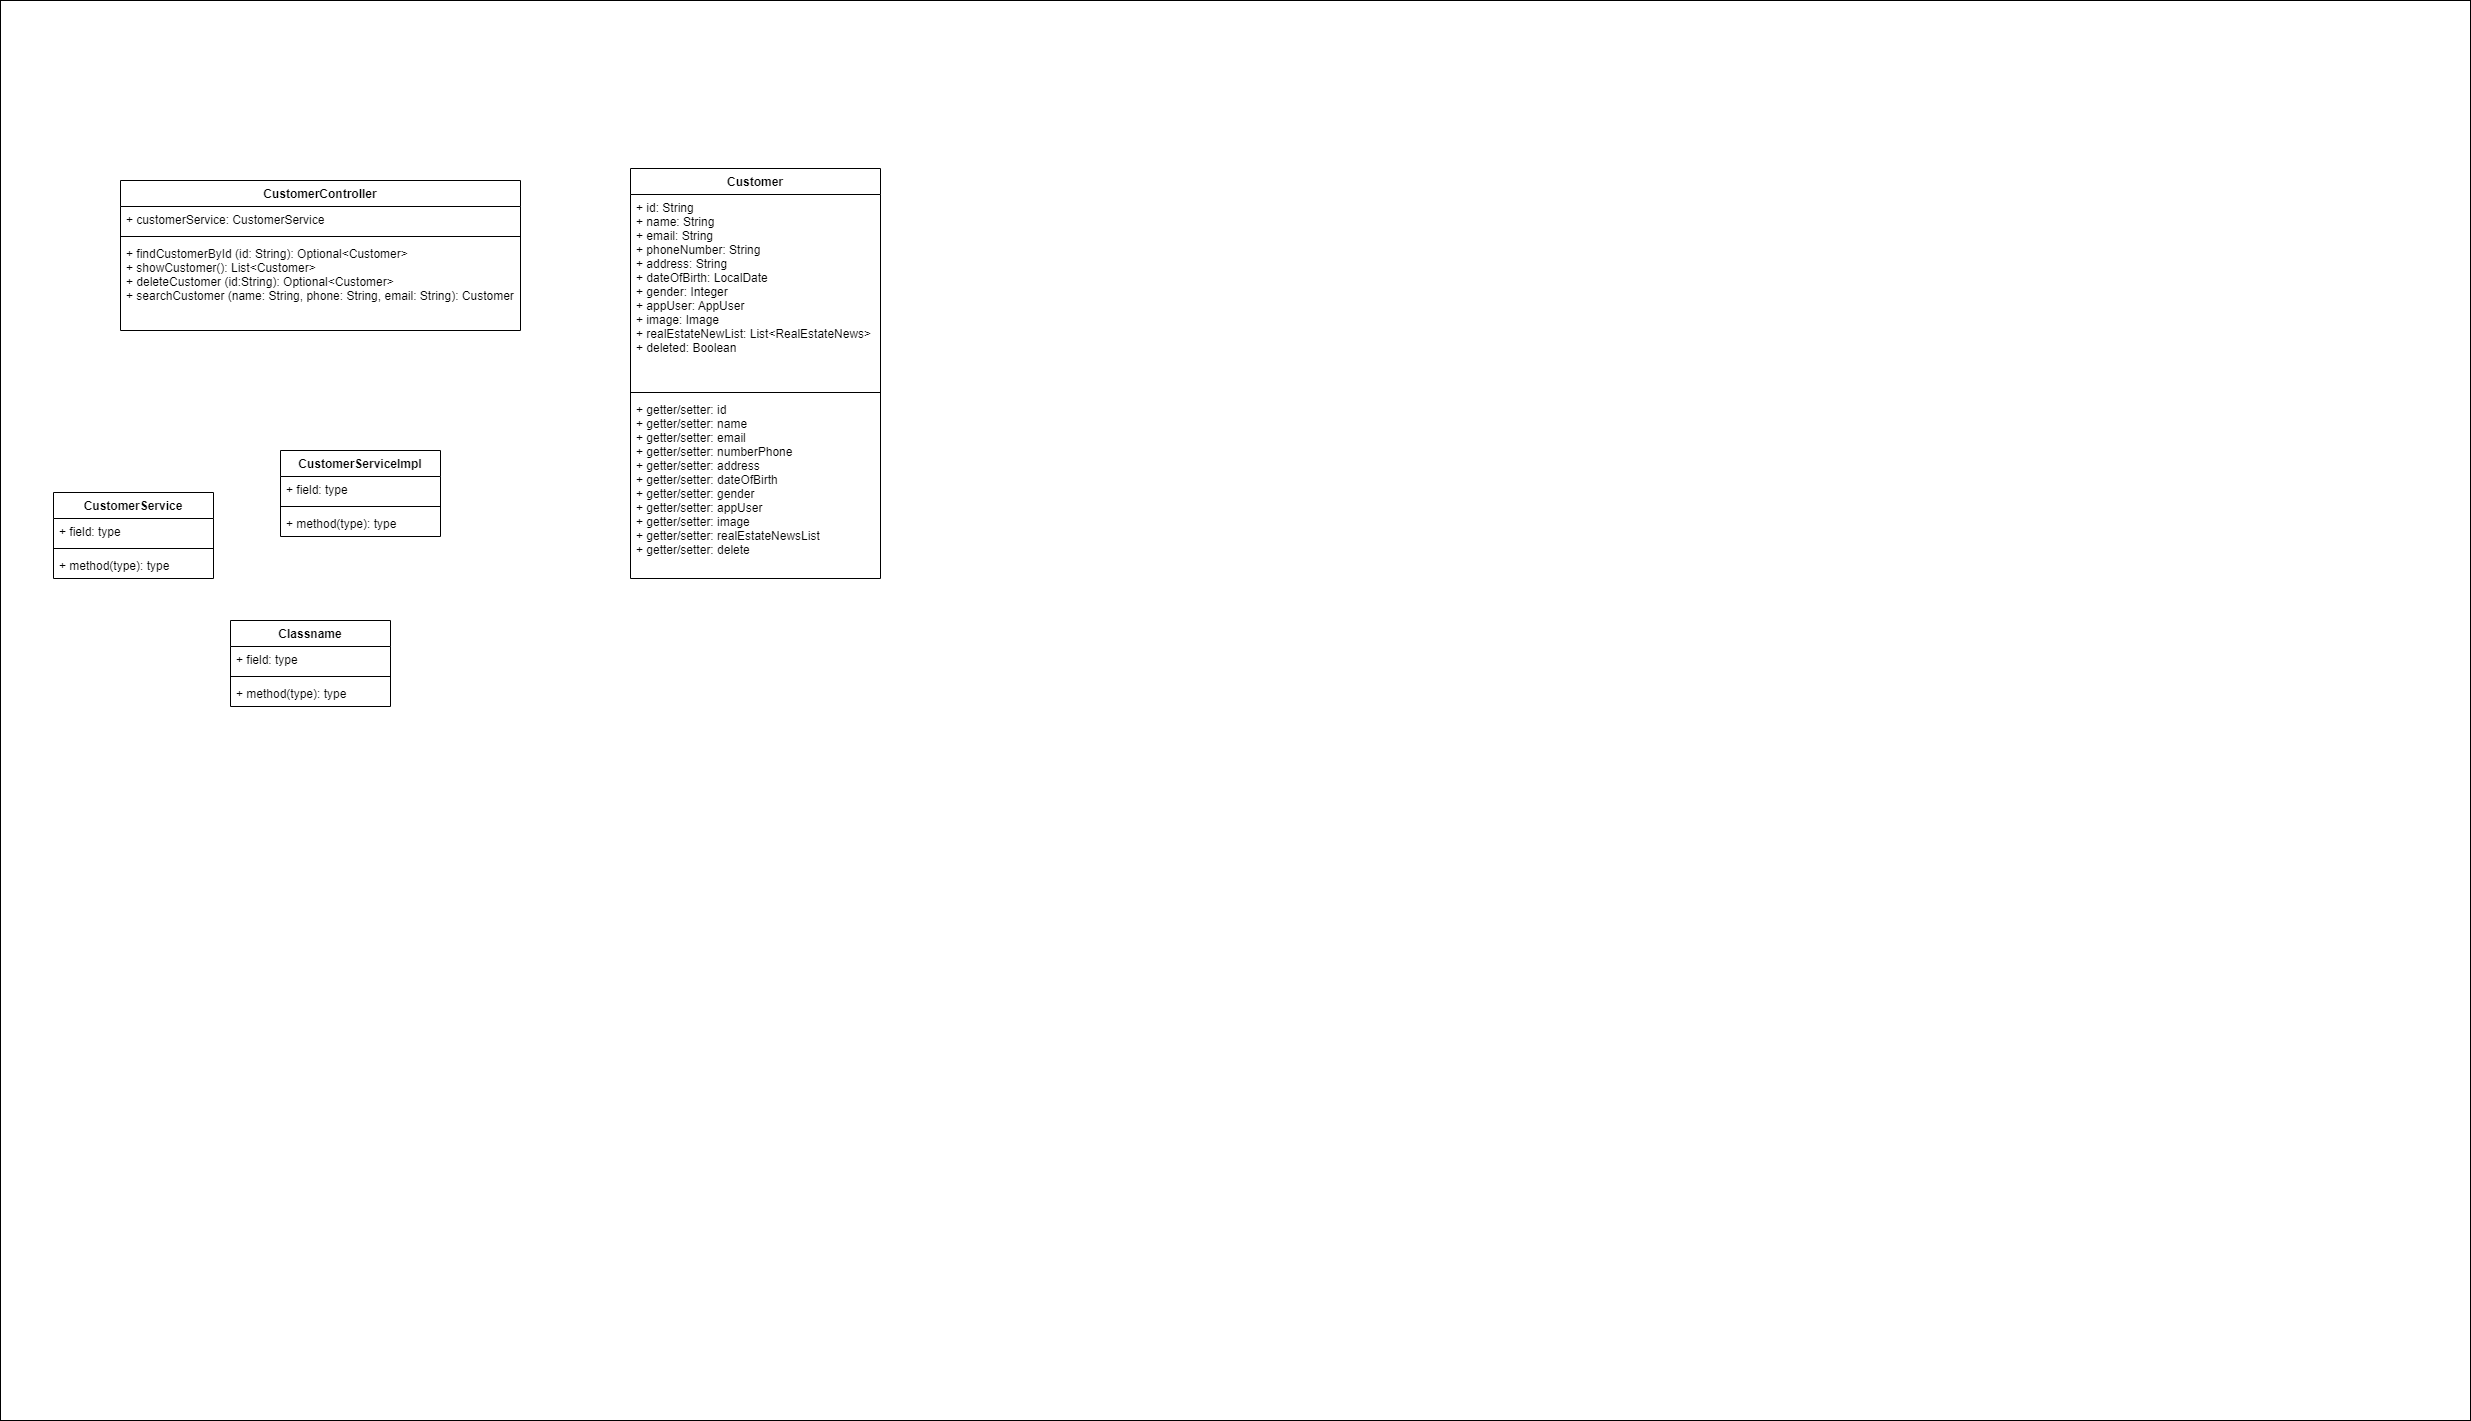 CustomerController
+ customerService: CustomerService
+ findCustomerById (id: String): Optional<Customer>
+ showCustomer(): List<Customer>
+ deleteCustomer (id:String): Optional<Customer>
+ searchCustomer (name: String, phone: String, email: String): Customer
Customer
+ id: String
+ name: String
+ email: String
+ phoneNumber: String
+ address: String
+ dateOfBirth: LocalDate
+ gender: Integer
+ appUser: AppUser
+ image: Image
+ realEstateNewList: List<RealEstateNews>
+ deleted: Boolean
+ getter/setter: id
+ getter/setter: name
+ getter/setter: email
+ getter/setter: numberPhone
+ getter/setter: address
+ getter/setter: dateOfBirth
+ getter/setter: gender
+ getter/setter: appUser
+ getter/setter: image
+ getter/setter: realEstateNewsList
+ getter/setter: delete
CustomerServiceImpl
+ field: type
+ method(type): type
CustomerService
+ field: type
+ method(type): type
Classname
+ field: type
+ method(type): type